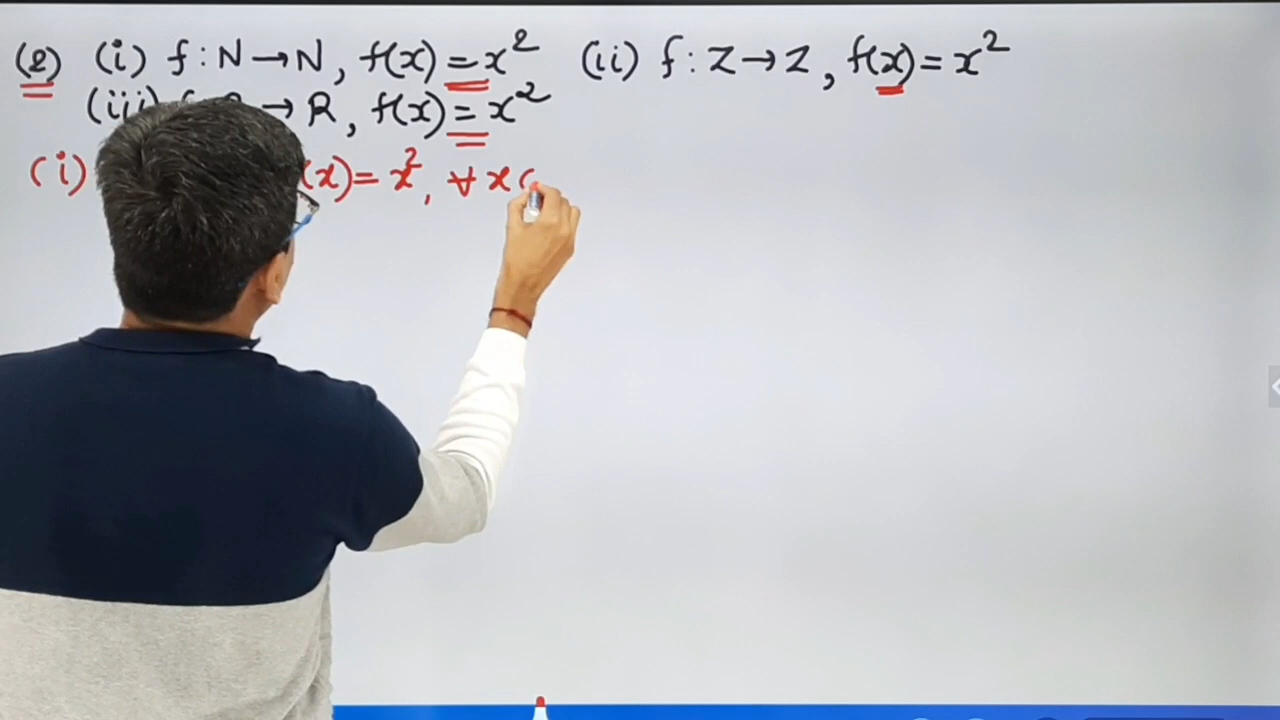 (2) (i) f : N → N, f(x) = x² (ii) f : Z → Z, f(x) = x²
(iii) → R, f(x) = x²
(i) (x) = x², ∀ x